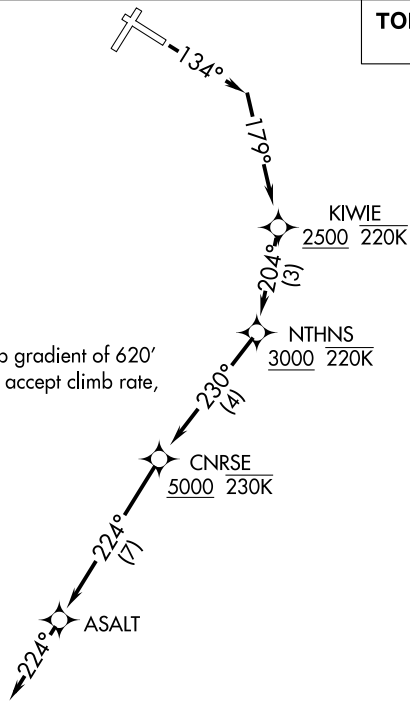 TO
134°
179°
KIWIE
2500 220K
204°
(3)
NTHNS
3000 220K
gradient of 620'
accept climb rate,
230°
(4)
CNRSE
5000 230K
224°
(7)
ASALT
224°